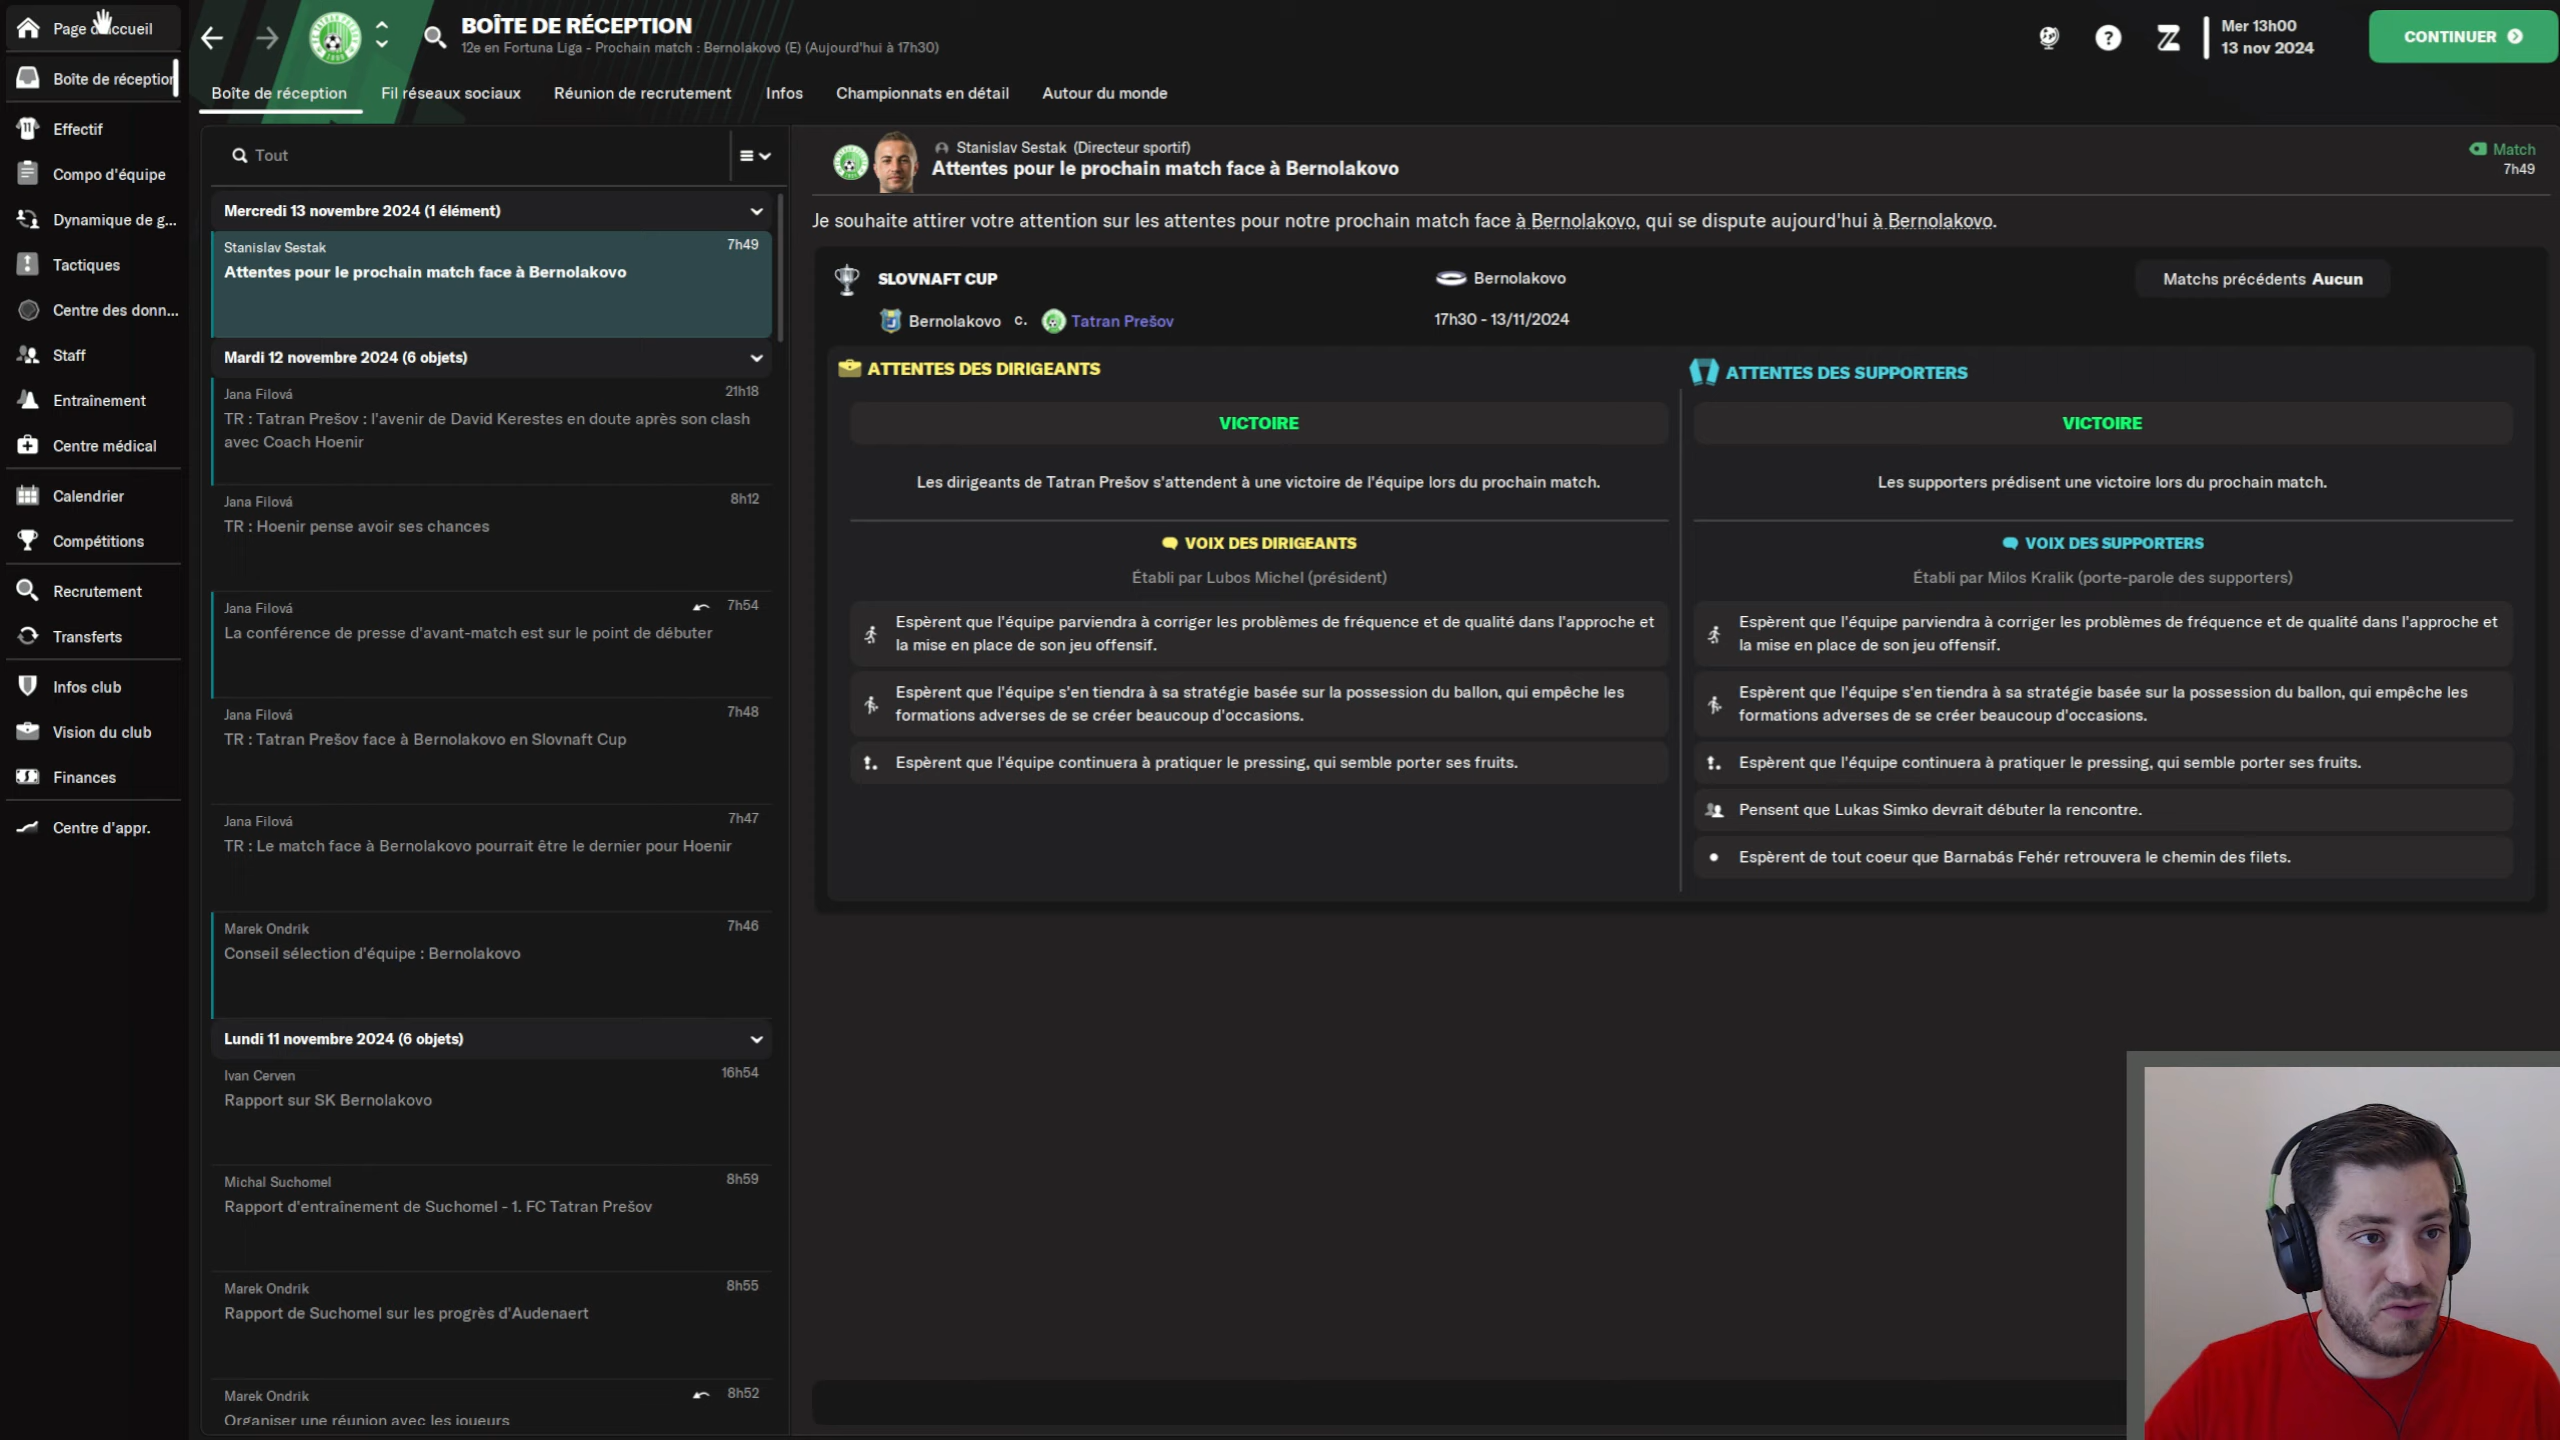 Page d'accueil
Boîte de réception
Effectif
Compo d'équipe
Dynamique de g...
Tactiques
Centre des donn...
Staff
Entraînement
Centre médical
Calendrier
Compétitions
Recrutement
Transferts
Infos club
Vision du club
Finances
Centre d'appr.
BOÎTE DE RÉCEPTION
12e en Fortuna Liga - Prochain match : Bernolakovo (E) (Aujourd'hui à 17h30)
Mer 13h00
13 nov 2024
CONTINUER
Boîte de réception
Fil réseaux sociaux
Réunion de recrutement
Infos
Championnats en détail
Autour du monde
Tout
Mercredi 13 novembre 2024 (1 élément)
Stanislav Sestak
7h49
Attentes pour le prochain match face à Bernolakovo
Mardi 12 novembre 2024 (6 objets)
Jana Filová
21h18
TR : Tatran Prešov : l'avenir de David Kerestes en doute après son clash
avec Coach Hoenir
Jana Filová
8h12
TR : Hoenir pense avoir ses chances
Jana Filová
7h54
La conférence de presse d'avant-match est sur le point de débuter
Jana Filová
7h48
TR : Tatran Prešov face à Bernolakovo en Slovnaft Cup
Jana Filová
7h47
TR : Le match face à Bernolakovo pourrait être le dernier pour Hoenir
Marek Ondrik
7h46
Conseil sélection d'équipe : Bernolakovo
Lundi 11 novembre 2024 (6 objets)
Ivan Cerven
16h54
Rapport sur SK Bernolakovo
Michal Suchomel
8h59
Rapport d'entraînement de Suchomel - 1. FC Tatran Prešov
Marek Ondrik
8h55
Rapport de Suchomel sur les progrès d'Audenaert
Marek Ondrik
8h52
Organiser une réunion avec les joueurs
Stanislav Sestak (Directeur sportif)
Attentes pour le prochain match face à Bernolakovo
Match
7h49
Je souhaite attirer votre attention sur les attentes pour notre prochain match face à Bernolakovo, qui se dispute aujourd'hui à Bernolakovo.
SLOVNAFT CUP
Bernolakovo c. Tatran Prešov
Bernolakovo
17h30 - 13/11/2024
Matchs précédents Aucun
ATTENTES DES DIRIGEANTS
VICTOIRE
Les dirigeants de Tatran Prešov s'attendent à une victoire de l'équipe lors du prochain match.
VOIX DES DIRIGEANTS
Établi par Lubos Michel (président)
Espèrent que l'équipe parviendra à corriger les problèmes de fréquence et de qualité dans l'approche et
la mise en place de son jeu offensif.
Espèrent que l'équipe s'en tiendra à sa stratégie basée sur la possession du ballon, qui empêche les
formations adverses de se créer beaucoup d'occasions.
Espèrent que l'équipe continuera à pratiquer le pressing, qui semble porter ses fruits.
ATTENTES DES SUPPORTERS
VICTOIRE
Les supporters prédisent une victoire lors du prochain match.
VOIX DES SUPPORTERS
Établi par Milos Kralik (porte-parole des supporters)
Espèrent que l'équipe parviendra à corriger les problèmes de fréquence et de qualité dans l'approche et
la mise en place de son jeu offensif.
Espèrent que l'équipe s'en tiendra à sa stratégie basée sur la possession du ballon, qui empêche les
formations adverses de se créer beaucoup d'occasions.
Espèrent que l'équipe continuera à pratiquer le pressing, qui semble porter ses fruits.
Pensent que Lukas Simko devrait débuter la rencontre.
Espèrent de tout coeur que Barnabás Fehér retrouvera le chemin des filets.